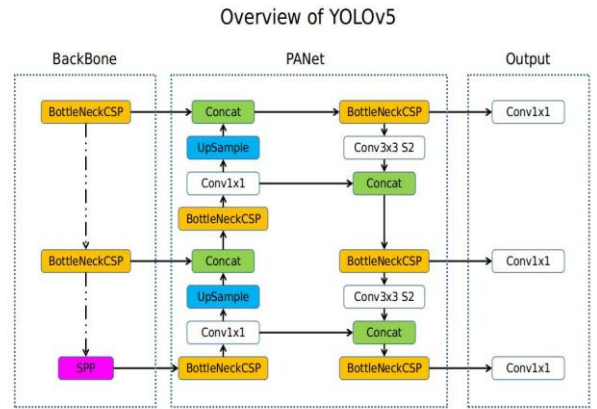 Overview of YOLOv5
BackBone
PANet
Output
BottleNeckCSP
Concat
BottleNeckCSP
Conv1x1
UpSample
Conv3x3 S2
Conv1x1
Concat
BottleNeckCSP
BottleNeckCSP
Concat
BottleNeckCSP
Conv1x1
UpSample
Conv3x3 S2
Conv1x1
Concat
SPP
BottleNeckCSP
BottleNeckCSP
Conv1x1